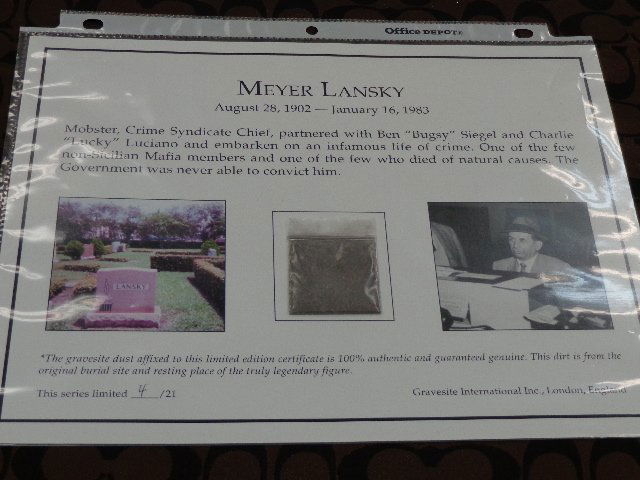 Office DEPOT
MEYER LANSKY
August 28, 1902 — January 16, 1983
Mobster, Crime Syndicate Chief, partnered with Ben "Bugsy" Siegel and Charlie
"Lucky" Luciano and embarken on an infamous life of crime. One of the few
non-Sicilian Mafia members and one of the few who died of natural causes. The
Government was never able to convict him.
LANSKY
*The gravesite dust affixed to this limited edition certificate is 100% authentic and guaranteed genuine. This dirt is from the
original burial site and resting place of the truly legendary figure.
This series limited 4 /21
Gravesite International Inc., London, England